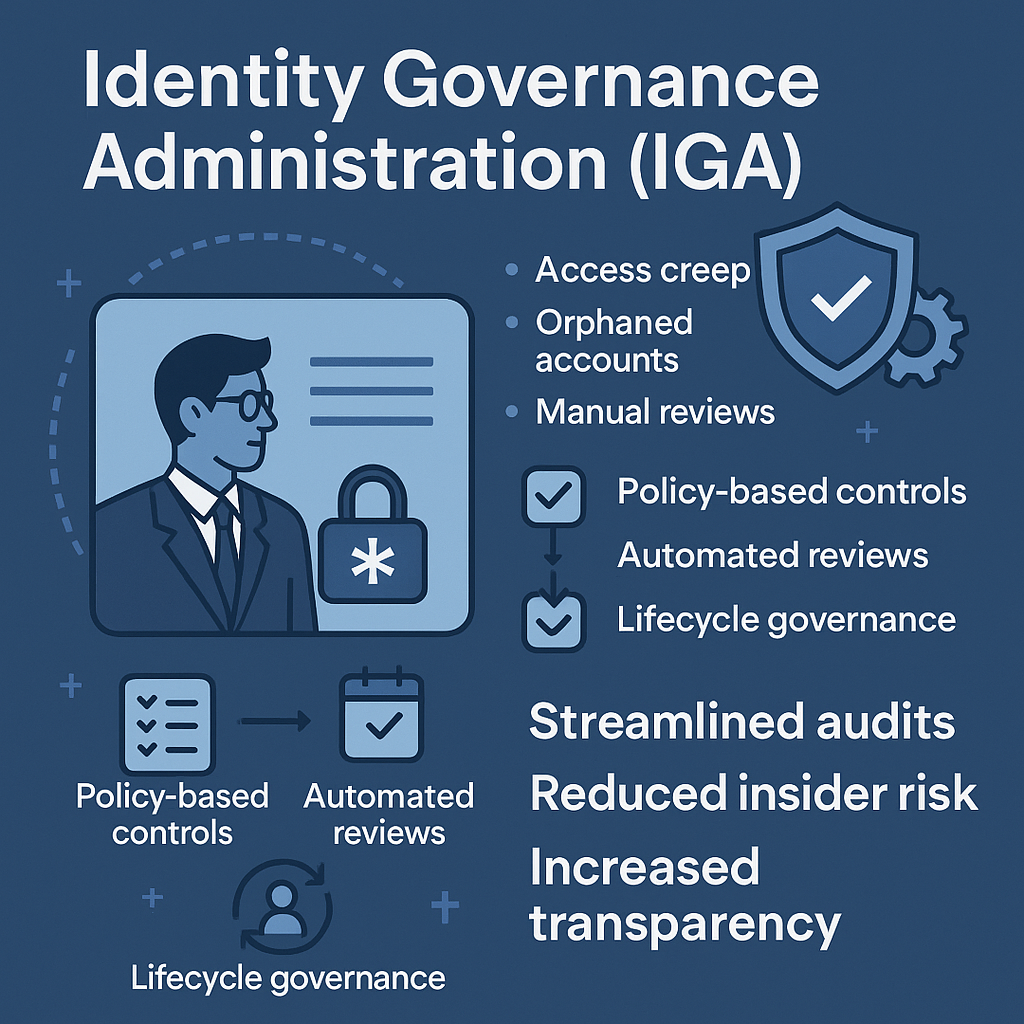 Identity Governance
Administration (IGA)
Access creep
Orphaned
accounts
Manual reviews
Policy-based controls
Automated reviews
Lifecycle governance
Policy-based
controls
Automated
reviews
Lifecycle governance
Streamlined audits
Reduced insider risk
Increased
transparency